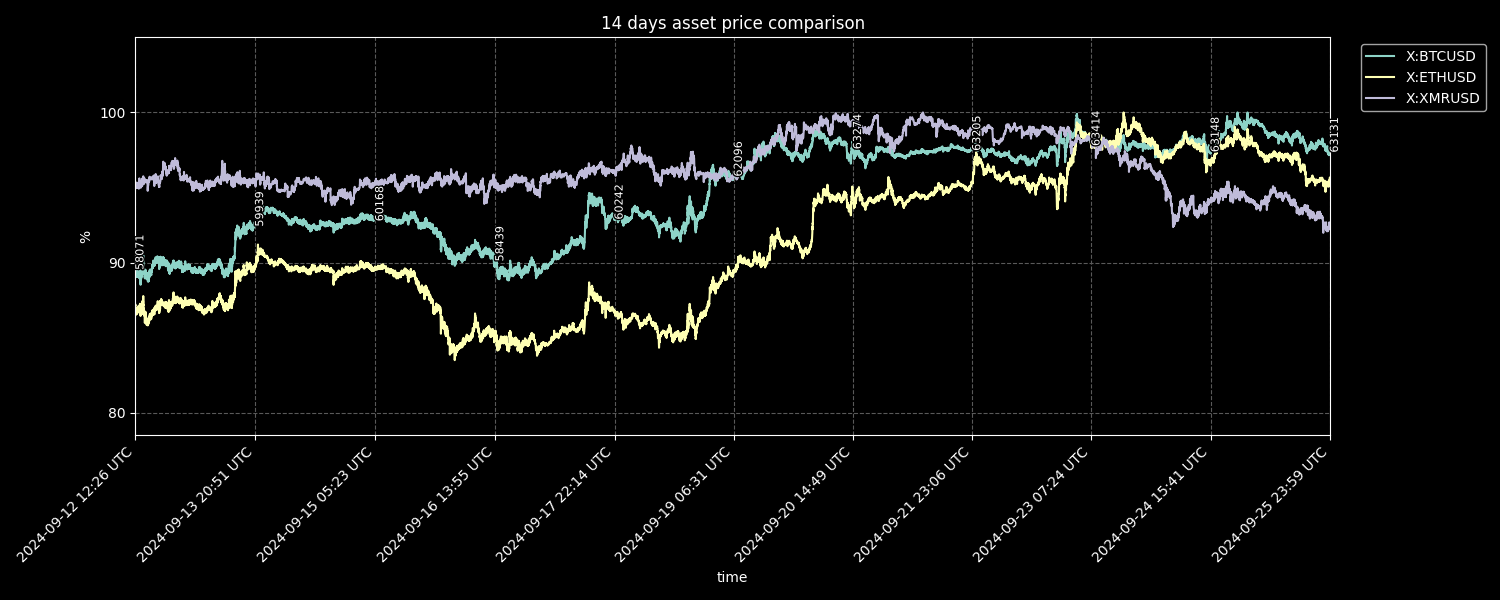 14 days asset price comparison
X:BTCUSD
X:ETHUSD
X:XMRUSD
100
90
80
%
58071
59939
60168
58439
60242
62096
63274
63205
63414
63148
63131
2024-09-12 12:26 UTC
2024-09-13 20:51 UTC
2024-09-15 05:23 UTC
2024-09-16 13:55 UTC
2024-09-17 22:14 UTC
2024-09-19 06:31 UTC
2024-09-20 14:49 UTC
2024-09-21 23:06 UTC
2024-09-23 07:24 UTC
2024-09-24 15:41 UTC
2024-09-25 23:59 UTC
time